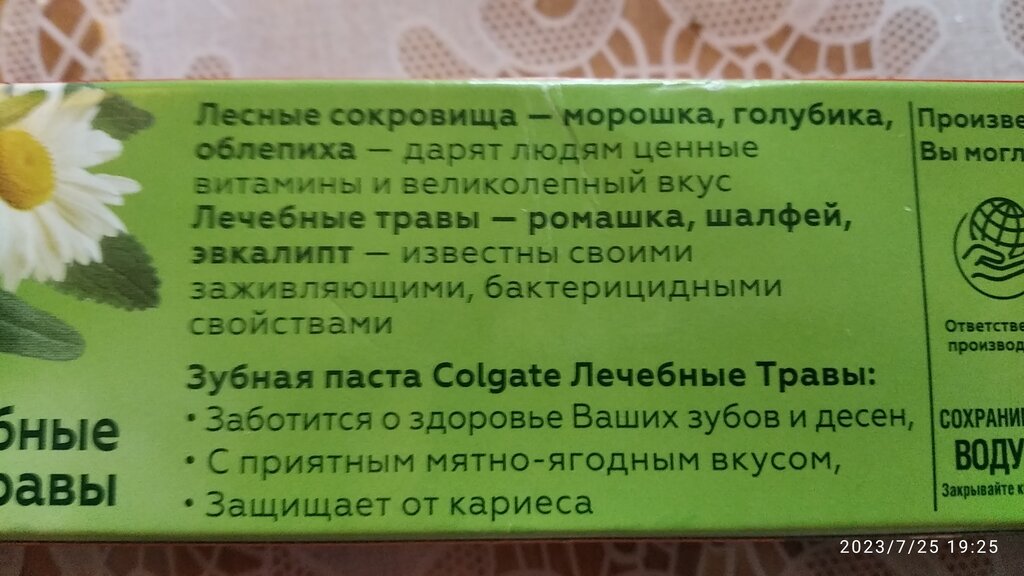 Лесные сокровища — морошка, голубика,
облепиха — дарят людям ценные
витамины и великолепный вкус
Лечебные травы — ромашка, шалфей,
эвкалипт — известны своими
заживляющими, бактерицидными
свойствами
Зубная паста Colgate Лечебные Травы:
• Заботится о здоровье Ваших зубов и десен,
• С приятным мятно-ягодным вкусом,
• Защищает от кариеса
бные
равы
Произве
Вы могл
Ответстве
производ
СОХРАНИ
ВОДУ
Закрывайте к
2023/7/25 19:25